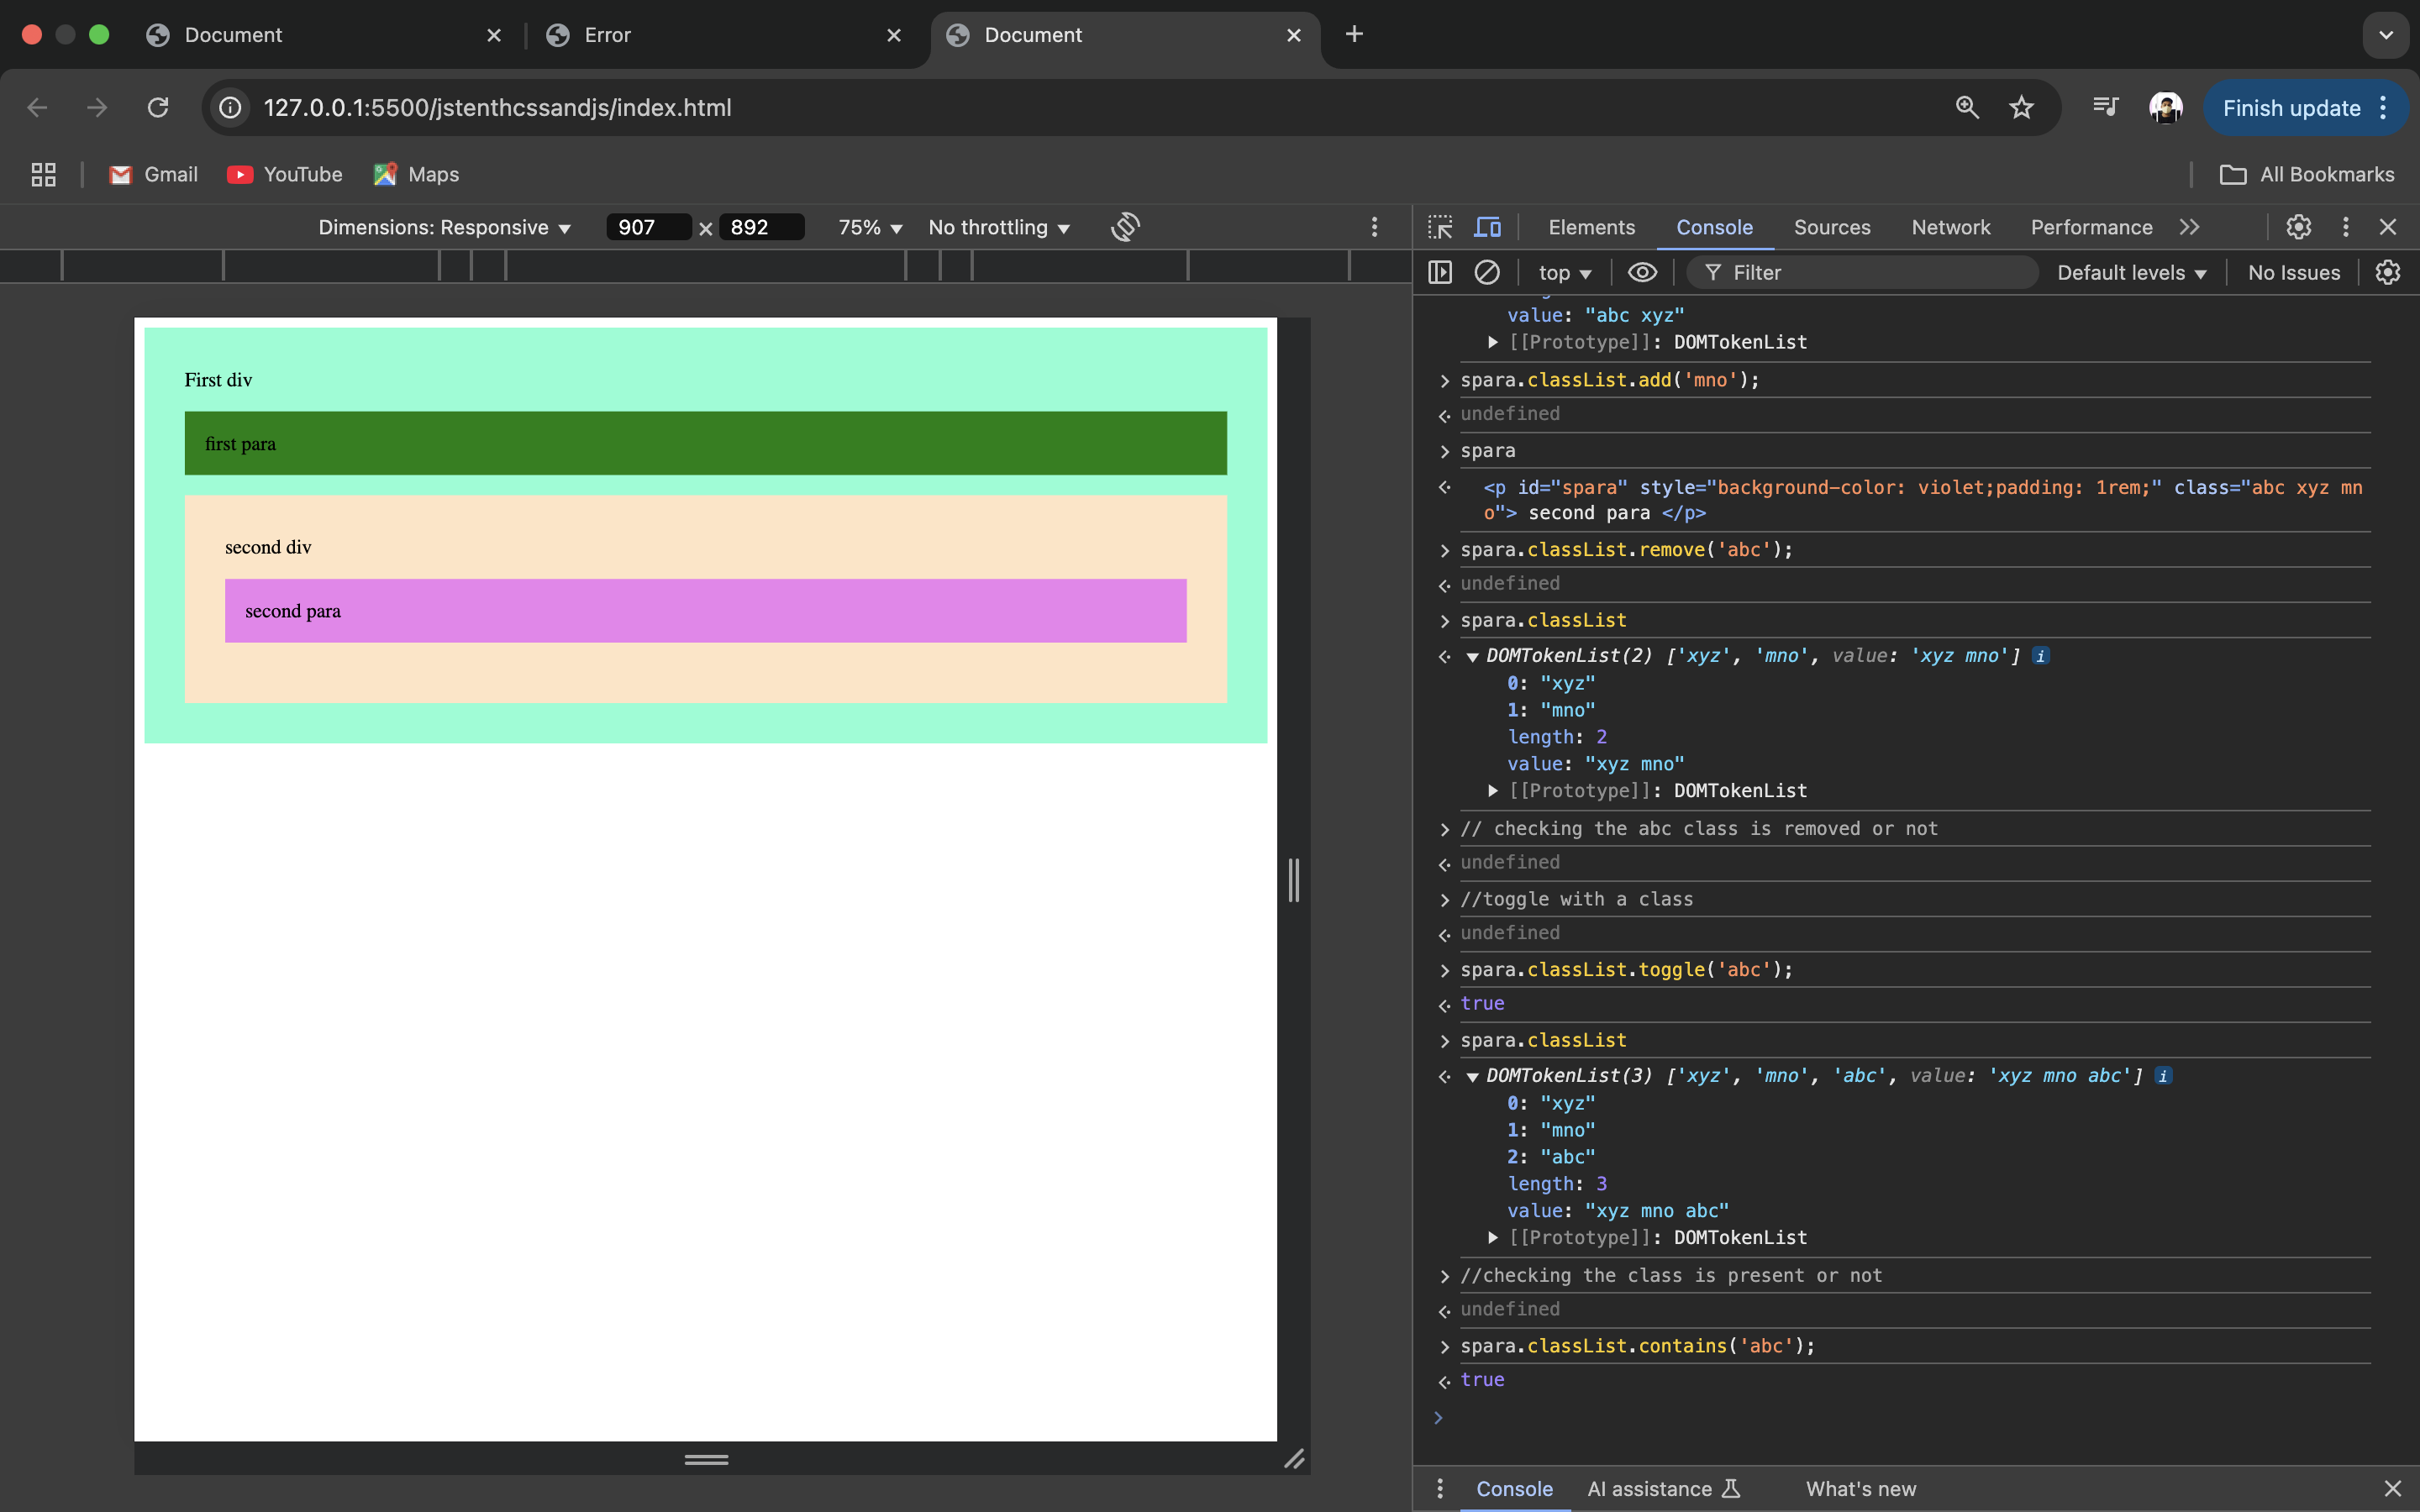 Document
Error
Document
127.0.0.1:5500/jstenthcssandjs/index.html
Finish update
Gmail
YouTube
Maps
All Bookmarks
Dimensions: Responsive
907 × 892
75%
No throttling
Elements
Console
Sources
Network
Performance
top
Filter
Default levels
No Issues
First div
first para
second div
second para
value: "abc xyz"
[[Prototype]]: DOMTokenList
spara.classList.add('mno');
undefined
spara
<p id="spara" style="background-color: violet;padding: 1rem;" class="abc xyz mn
o"> second para </p>
spara.classList.remove('abc');
undefined
spara.classList
DOMTokenList(2) ['xyz', 'mno', value: 'xyz mno']
0: "xyz"
1: "mno"
length: 2
value: "xyz mno"
[[Prototype]]: DOMTokenList
// checking the abc class is removed or not
undefined
//toggle with a class
undefined
spara.classList.toggle('abc');
true
spara.classList
DOMTokenList(3) ['xyz', 'mno', 'abc', value: 'xyz mno abc']
0: "xyz"
1: "mno"
2: "abc"
length: 3
value: "xyz mno abc"
[[Prototype]]: DOMTokenList
//checking the class is present or not
undefined
spara.classList.contains('abc');
true
Console
AI assistance
What's new